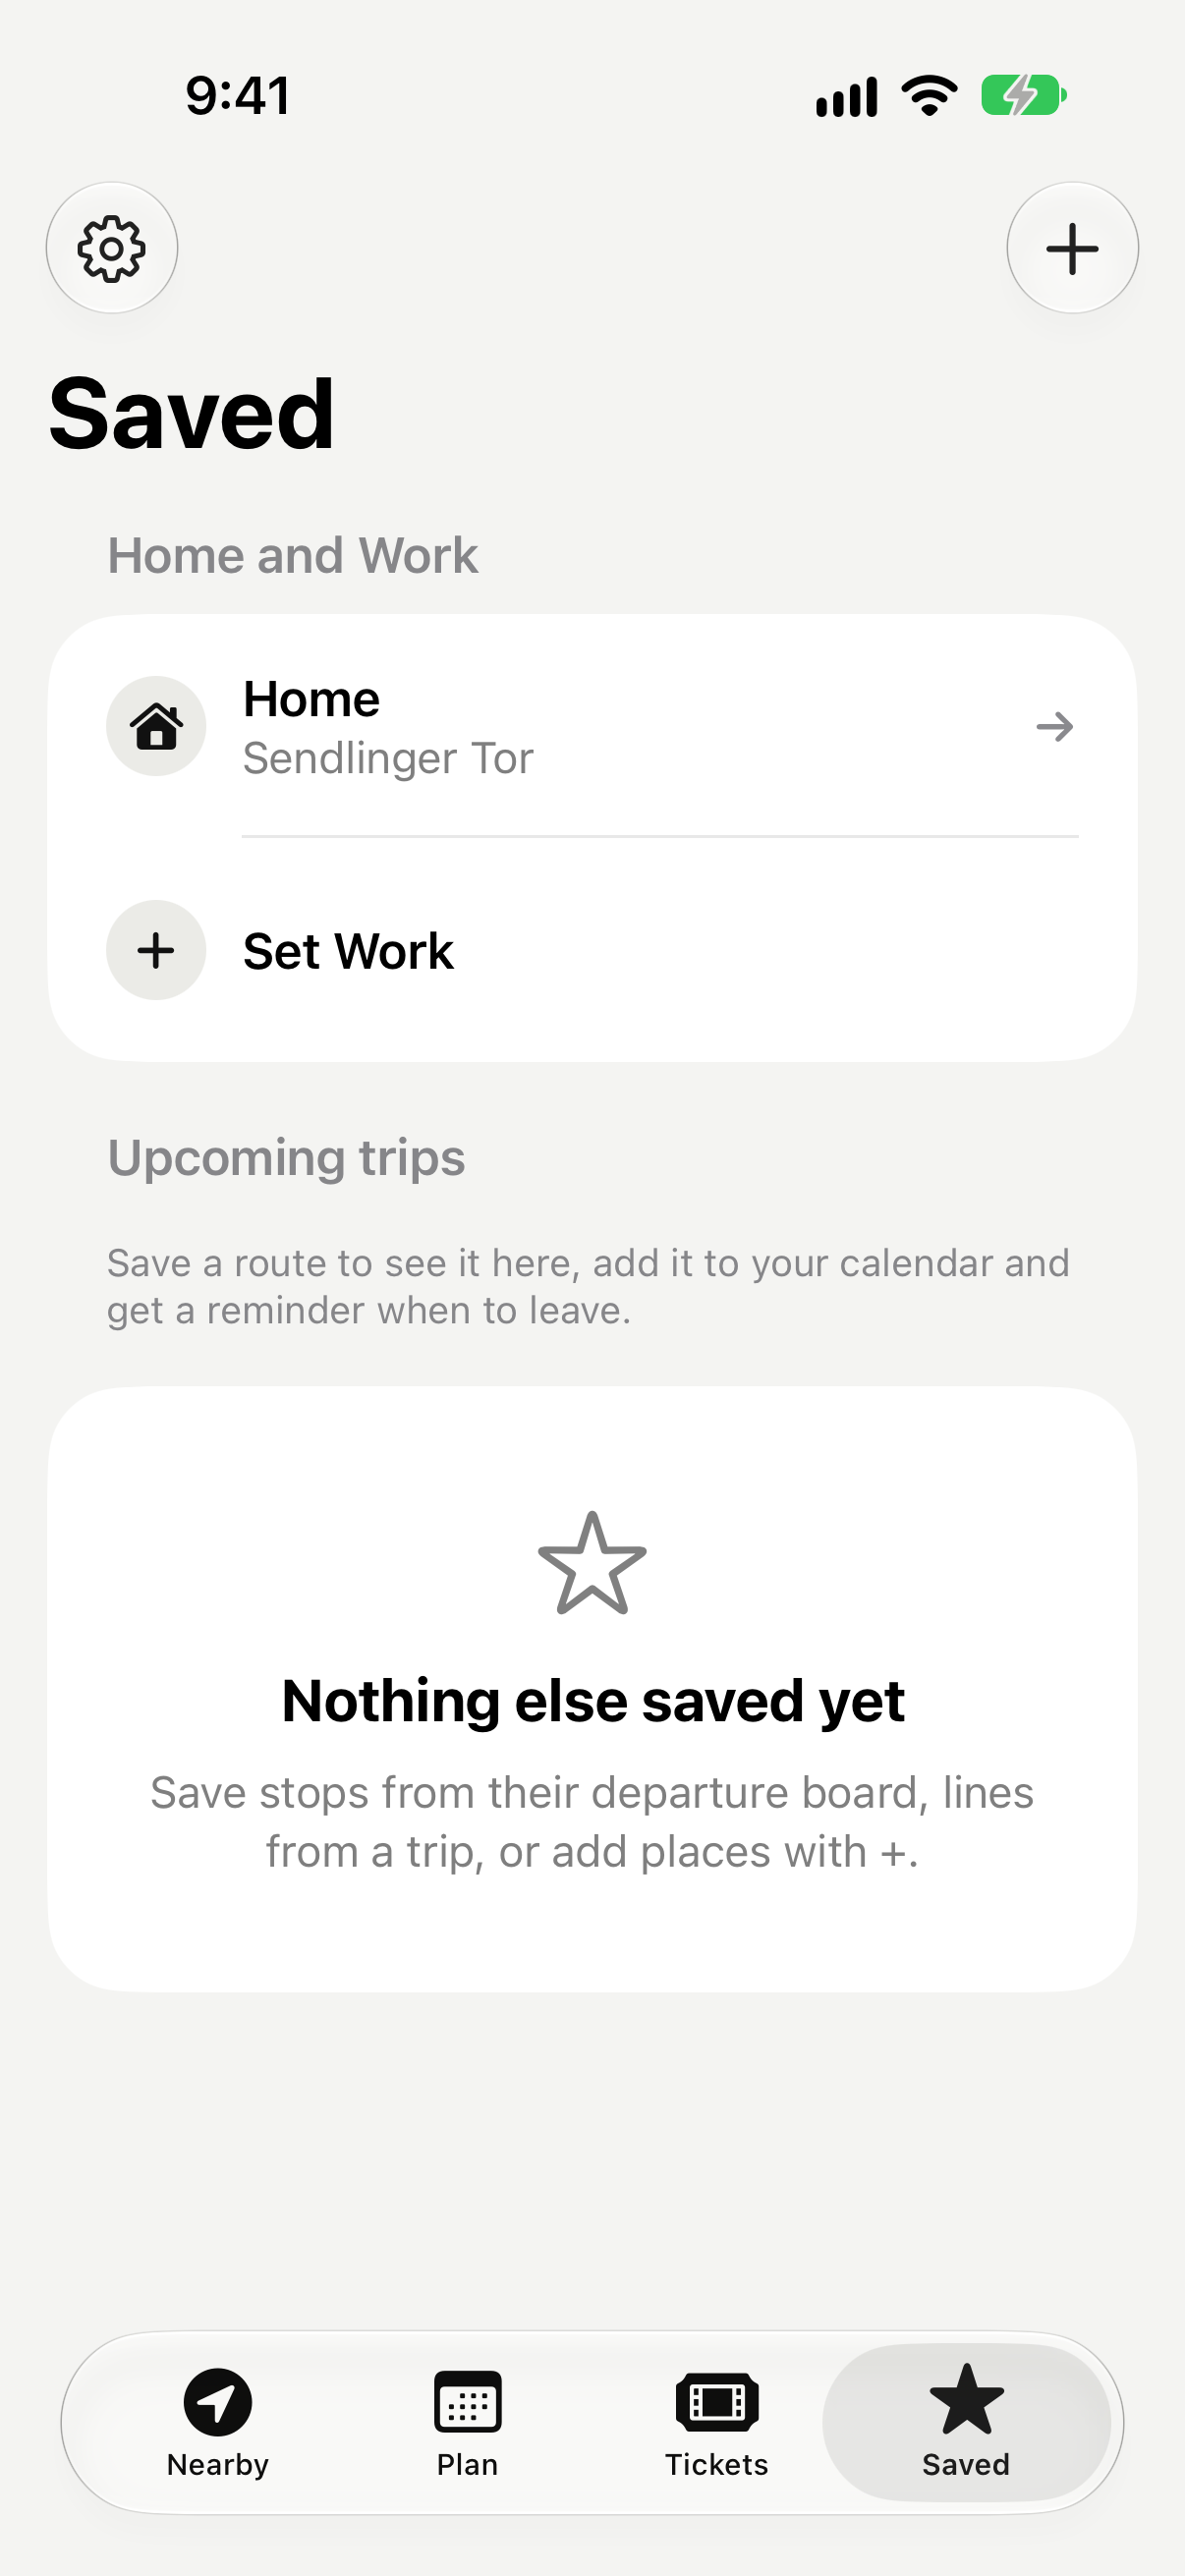 9:41
Saved
Home and Work
Home
Sendlinger Tor
Set Work
Upcoming trips
Save a route to see it here, add it to your calendar and
get a reminder when to leave.
Nothing else saved yet
Save stops from their departure board, lines
from a trip, or add places with +.
Nearby
Plan
Tickets
Saved